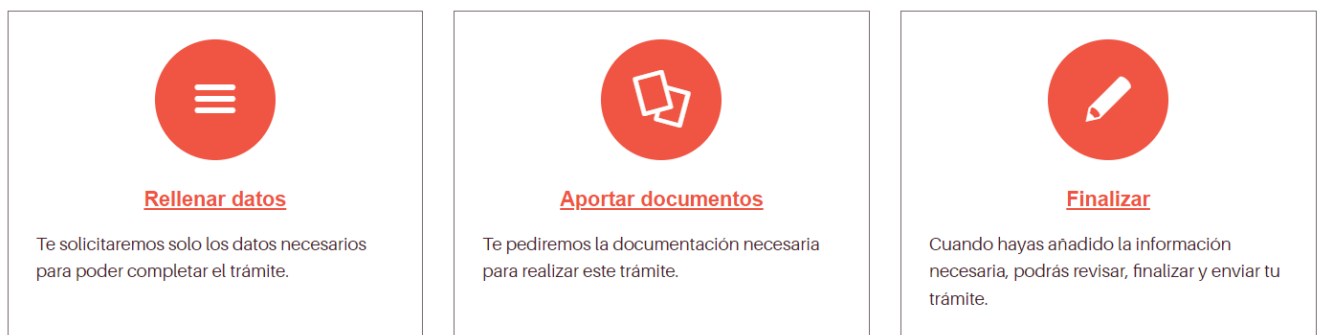 Rellenar datos
Te solicitaremos solo los datos necesarios
para poder completar el trámite.
Aportar documentos
Te pediremos la documentación necesaria
para realizar este trámite.
Finalizar
Cuando hayas añadido la información
necesaria, podrás revisar, finalizar y enviar tu
trámite.